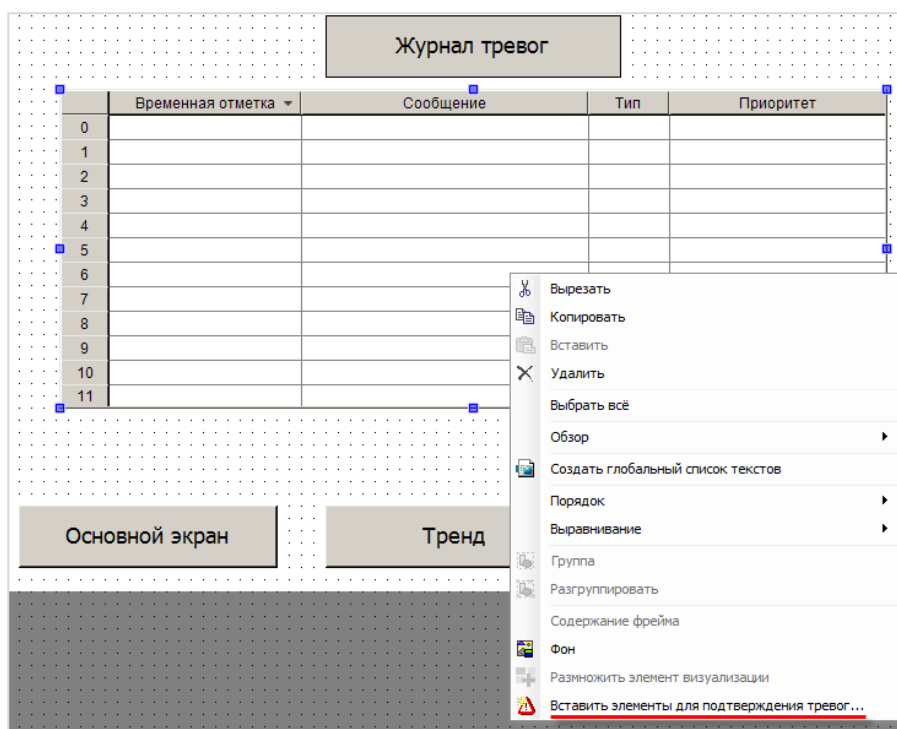 Журнал тревог
Временная отметка Сообщение Тип Приоритет
0
1
2
3
4
5
6
7
8
9
10
11
Вырезать
Копировать
Вставить
Удалить
Выбрать всё
Обзор
Создать глобальный список текстов
Порядок
Выравнивание
Группа
Разгруппировать
Содержание фрейма
Фон
Размножить элемент визуализации
Вставить элементы для подтверждения тревог...
Основной экран
Тренд